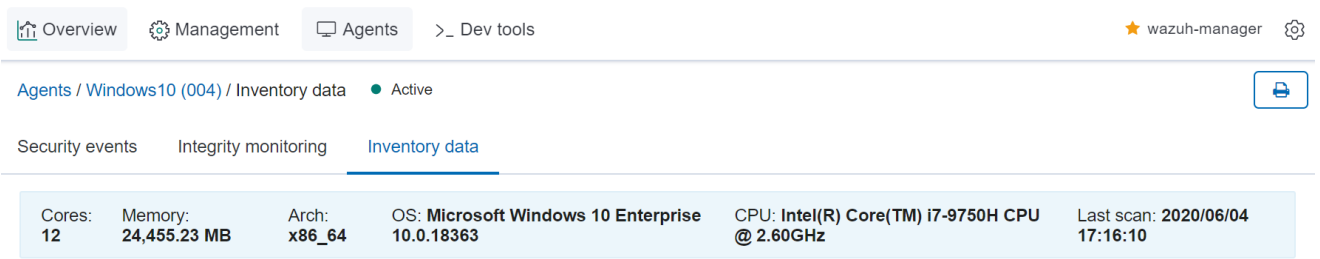 Overview Management Agents >_ Dev tools wazuh-manager
Agents / Windows10 (004) / Inventory data Active
Security events Integrity monitoring Inventory data
Cores: Memory: Arch: OS: Microsoft Windows 10 Enterprise CPU: Intel(R) Core(TM) i7-9750H CPU Last scan: 2020/06/04
12 24,455.23 MB x86_64 10.0.18363 @ 2.60GHz 17:16:10